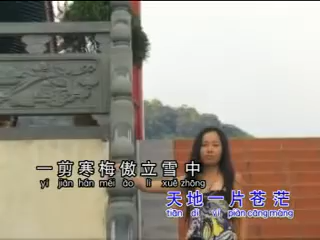 一剪寒梅傲立雪中
yī jiǎn hán méi ào lì xuě zhōng
天地一片苍茫
tiān dì yí piàn cāng máng